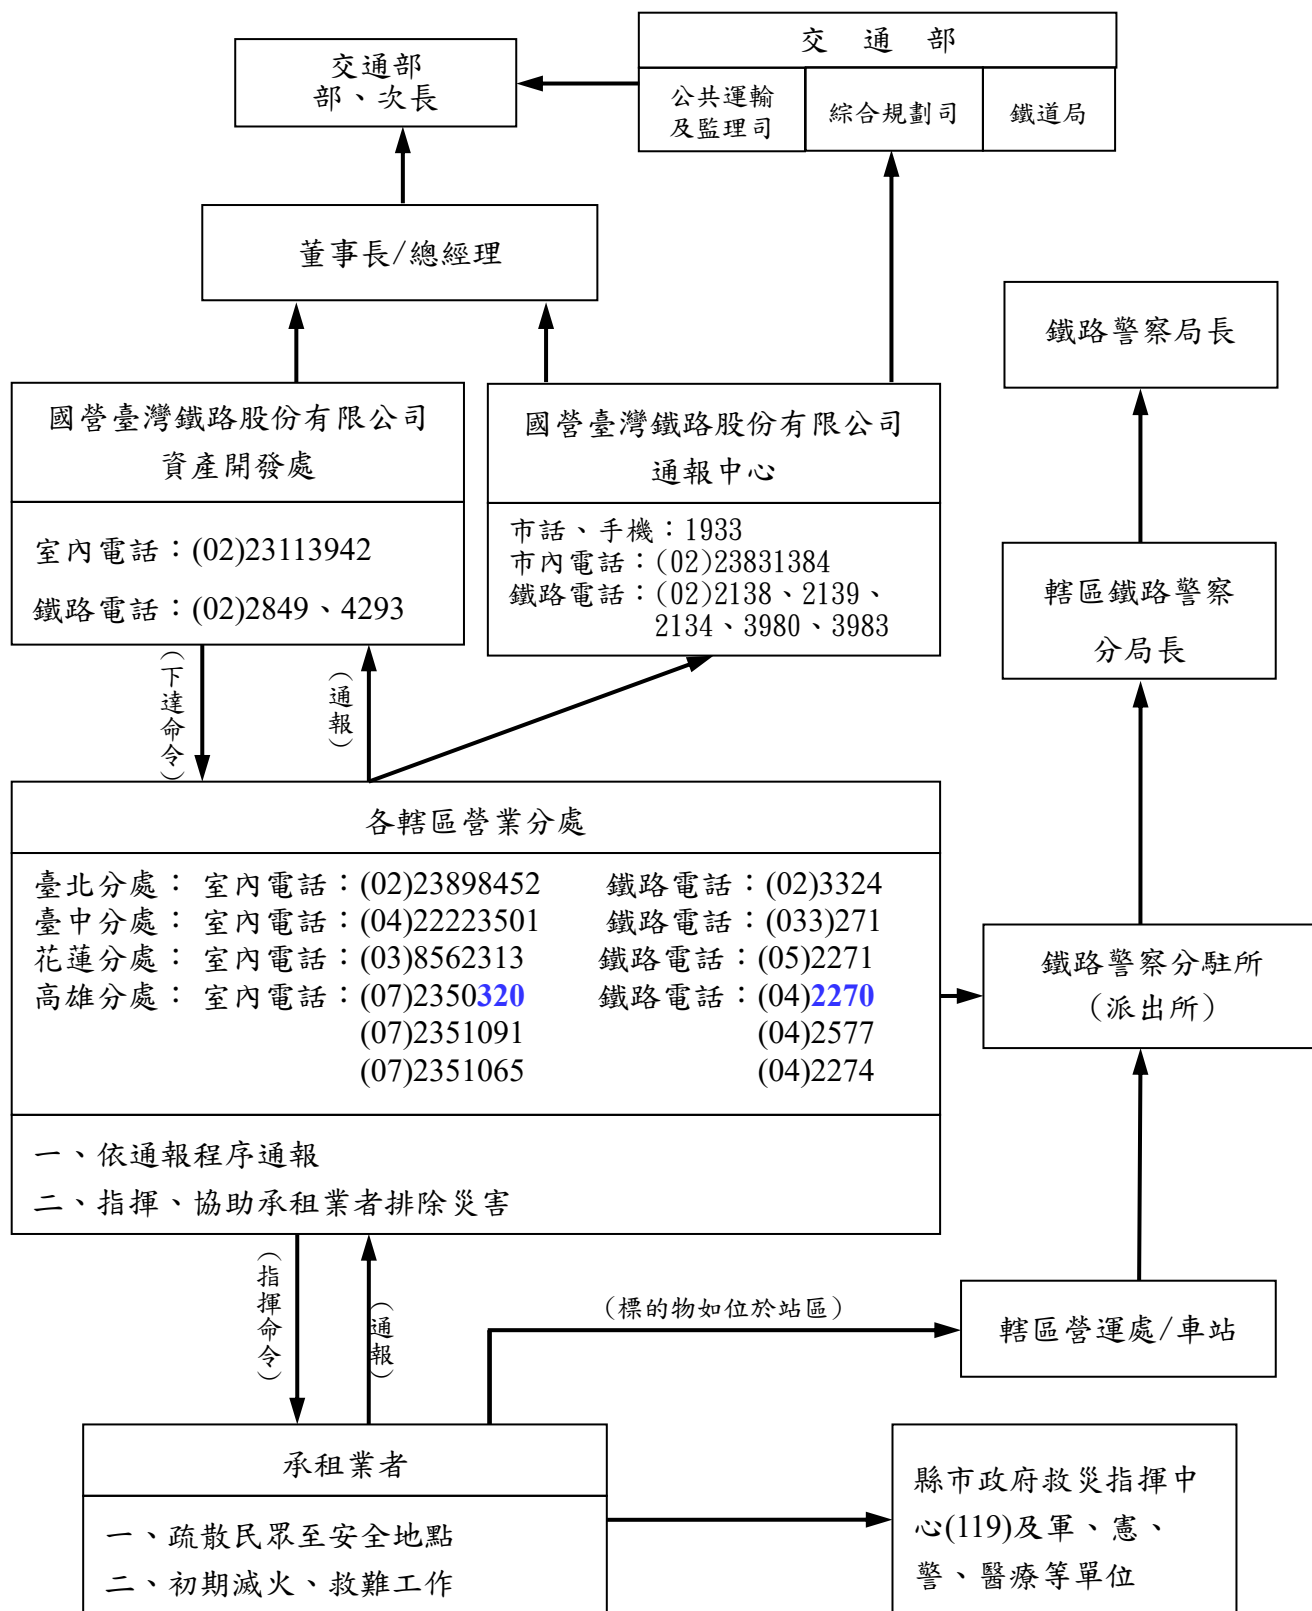 交通部
公共運輸
及監理司
綜合規劃司
鐵道局
交通部
部、次長
董事長/總經理
鐵路警察局長
國營臺灣鐵路股份有限公司
資產開發處
室內電話：(02)23113942
鐵路電話：(02)2849、4293
國營臺灣鐵路股份有限公司
通報中心
市話、手機：1933
市內電話：(02)23831384
鐵路電話：(02)2138、2139、
2134、3980、3983
轄區鐵路警察
分局長
（下達命令）
（通報）
各轄區營業分處
臺北分處： 室內電話：(02)23898452 鐵路電話：(02)3324
臺中分處： 室內電話：(04)22223501 鐵路電話：(033)271
花蓮分處： 室內電話：(03)8562313 鐵路電話：(05)2271
高雄分處： 室內電話：(07)2350320 鐵路電話：(04)2270
(07)2351091 (04)2577
(07)2351065 (04)2274
一、依通報程序通報
二、指揮、協助承租業者排除災害
鐵路警察分駐所
（派出所）
（指揮命令）
（通報）
（標的物如位於站區）
轄區營運處/車站
承租業者
一、疏散民眾至安全地點
二、初期滅火、救難工作
縣市政府救災指揮中
心(119)及軍、憲、
警、醫療等單位